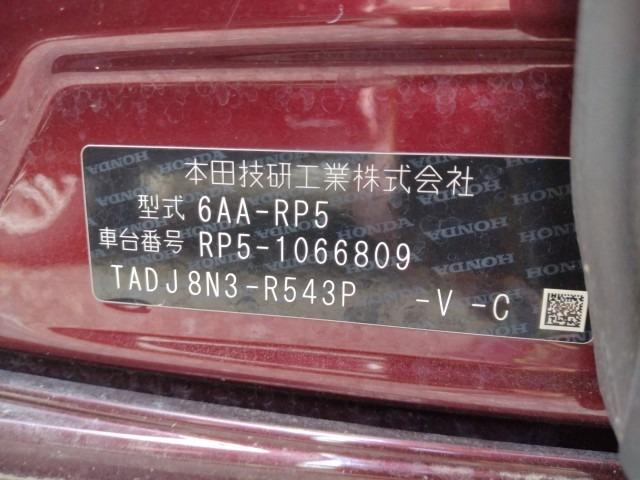 本田技研工業株式会社
型式 6AA-RP5
車台番号 RP5-1066809
TADJ8N3-R543P -V -C